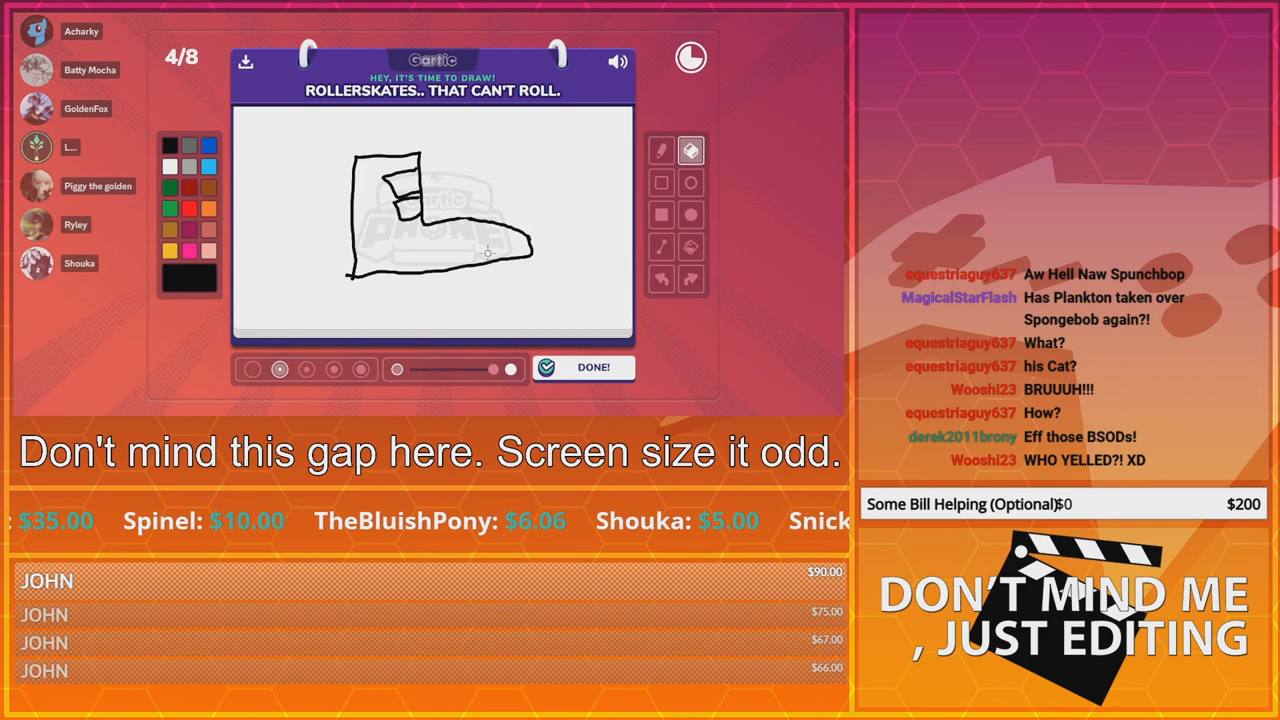 Acharky
Batty Mocha
GoldenFox
L...
Piggy the golden
Ryley
Shouka
4/8
Gartic
HEY, IT'S TIME TO DRAW!
ROLLERSKATES.. THAT CAN'T ROLL.
Gartic
PHONE
DONE!
Don't mind this gap here. Screen size it odd.
: $35.00 Spinel: $10.00 TheBluishPony: $6.06 Shouka: $5.00 Snick
JOHN $90.00
JOHN $75.00
JOHN $67.00
JOHN $66.00
equestriaguy637 Aw Hell Naw Spunchbop
MagicalStarFlash Has Plankton taken over
Spongebob again?!
equestriaguy637 What?
equestriaguy637 his Cat?
Wooshi23 BRUUUH!!!
equestriaguy637 How?
derek2011brony Eff those BSODs!
Wooshi23 WHO YELLED?! XD
Some Bill Helping (Optional) $0 $200
DON'T MIND ME
, JUST EDITING